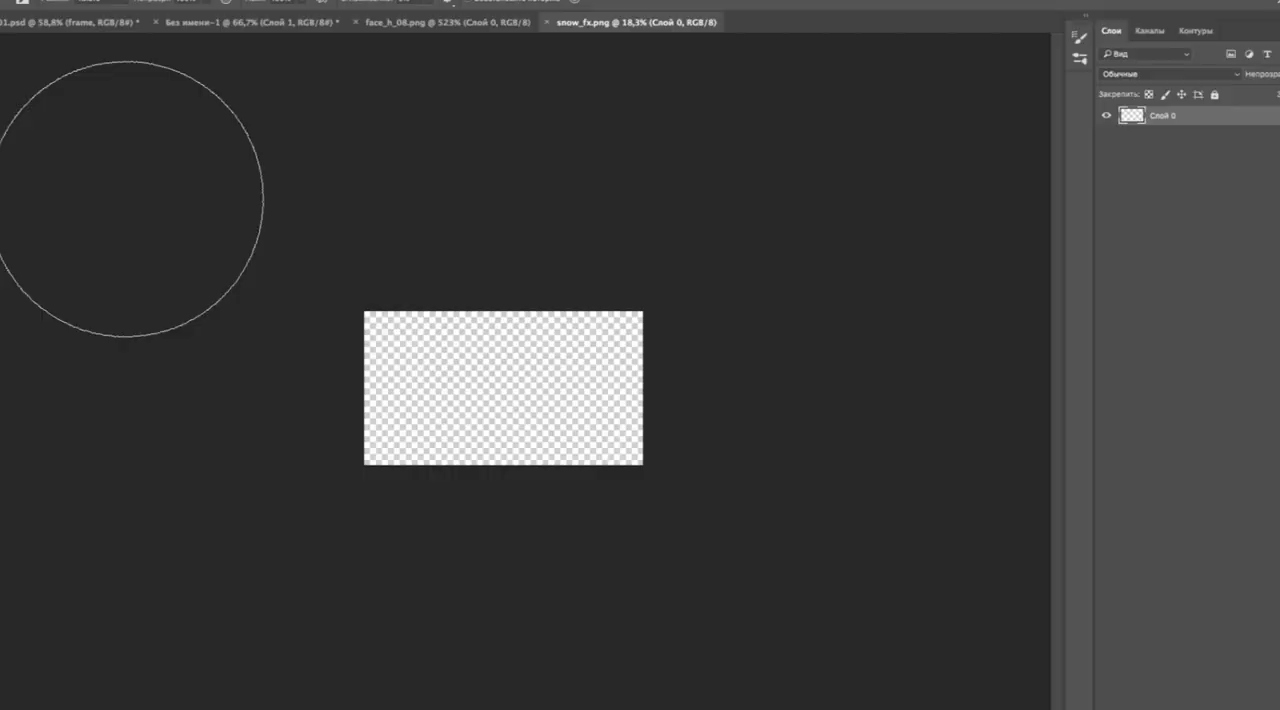 01.psd @ 58,8% (frame, RGB/8#) * × Без имени-1 @ 66,7% (Слой 1, RGB/8#) * × face_h_08.png @ 523% (Слой 0, RGB/8) × snow_fx.png @ 18,3% (Слой 0, RGB/8)
Слои Каналы Контуры
Вид
Обычные Непрозра
Закрепить:
Слой 0